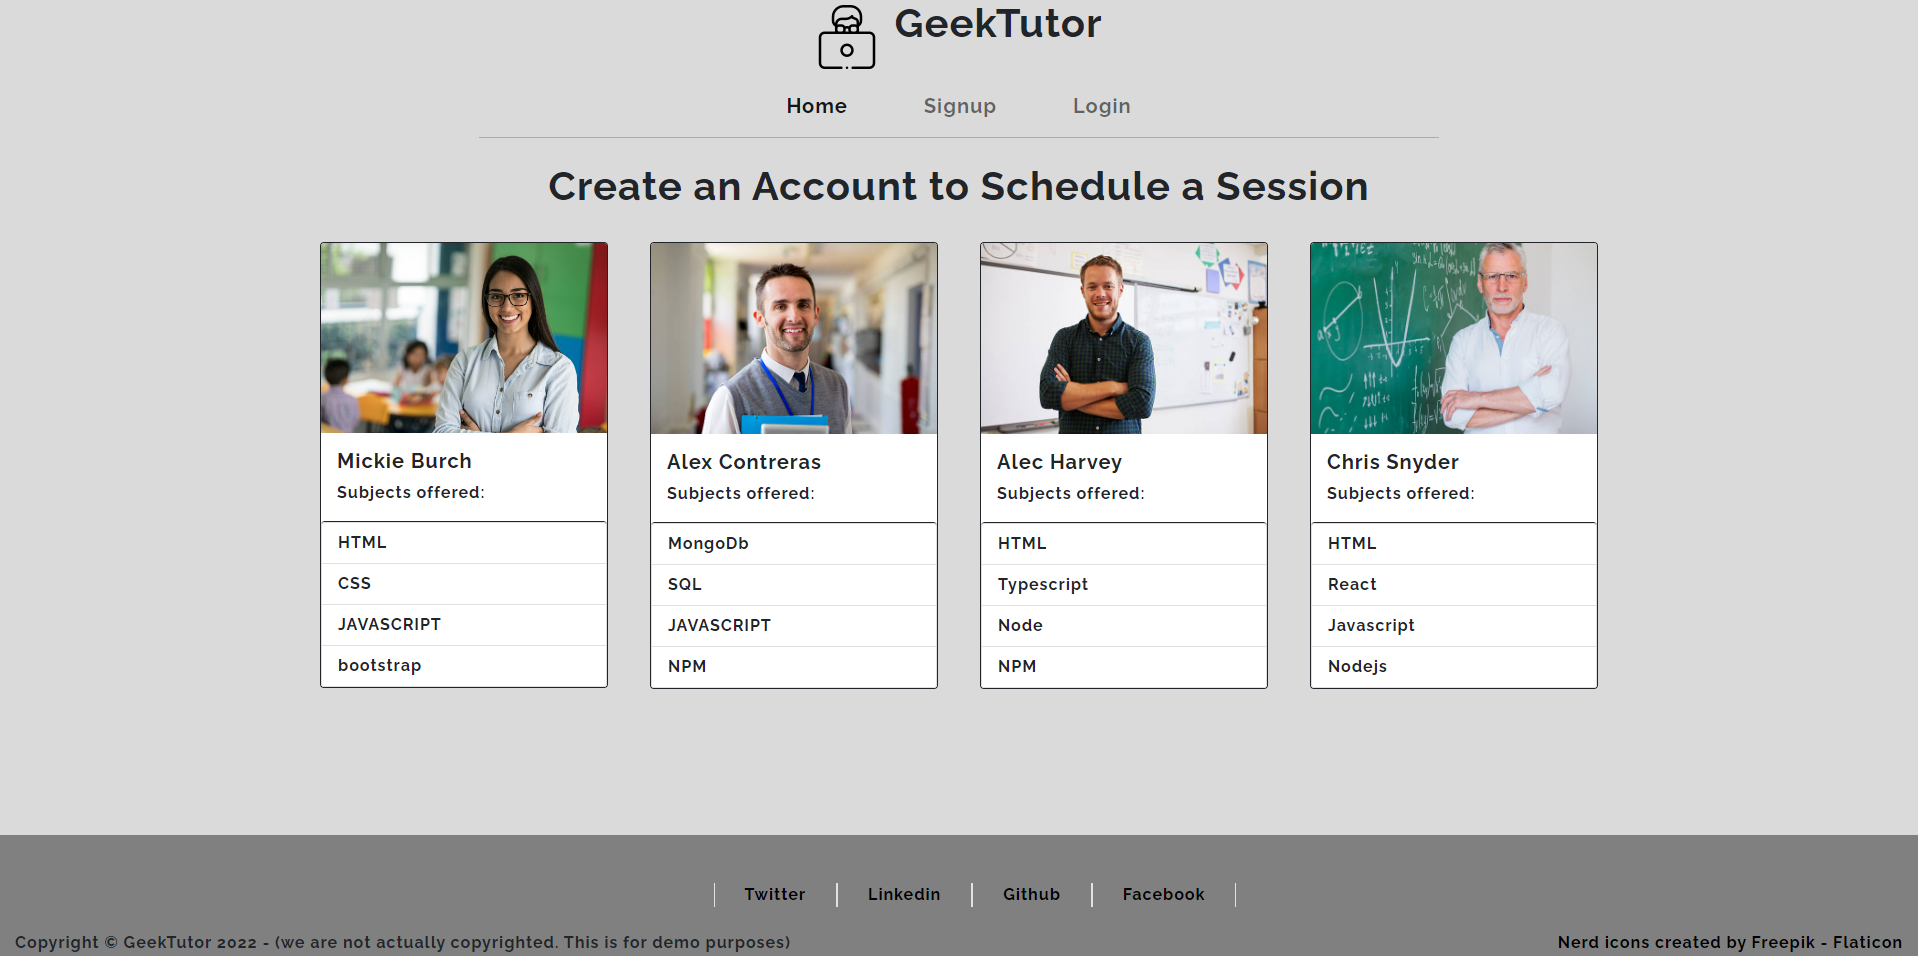 GeekTutor
Home Signup Login
Create an Account to Schedule a Session
Mickie Burch
Subjects offered:
HTML
CSS
JAVASCRIPT
bootstrap
Alex Contreras
Subjects offered:
MongoDb
SQL
JAVASCRIPT
NPM
Alec Harvey
Subjects offered:
HTML
Typescript
Node
NPM
Chris Snyder
Subjects offered:
HTML
React
Javascript
Nodejs
Twitter Linkedin Github Facebook
Copyright © GeekTutor 2022 - (we are not actually copyrighted. This is for demo purposes)
Nerd icons created by Freepik - Flaticon